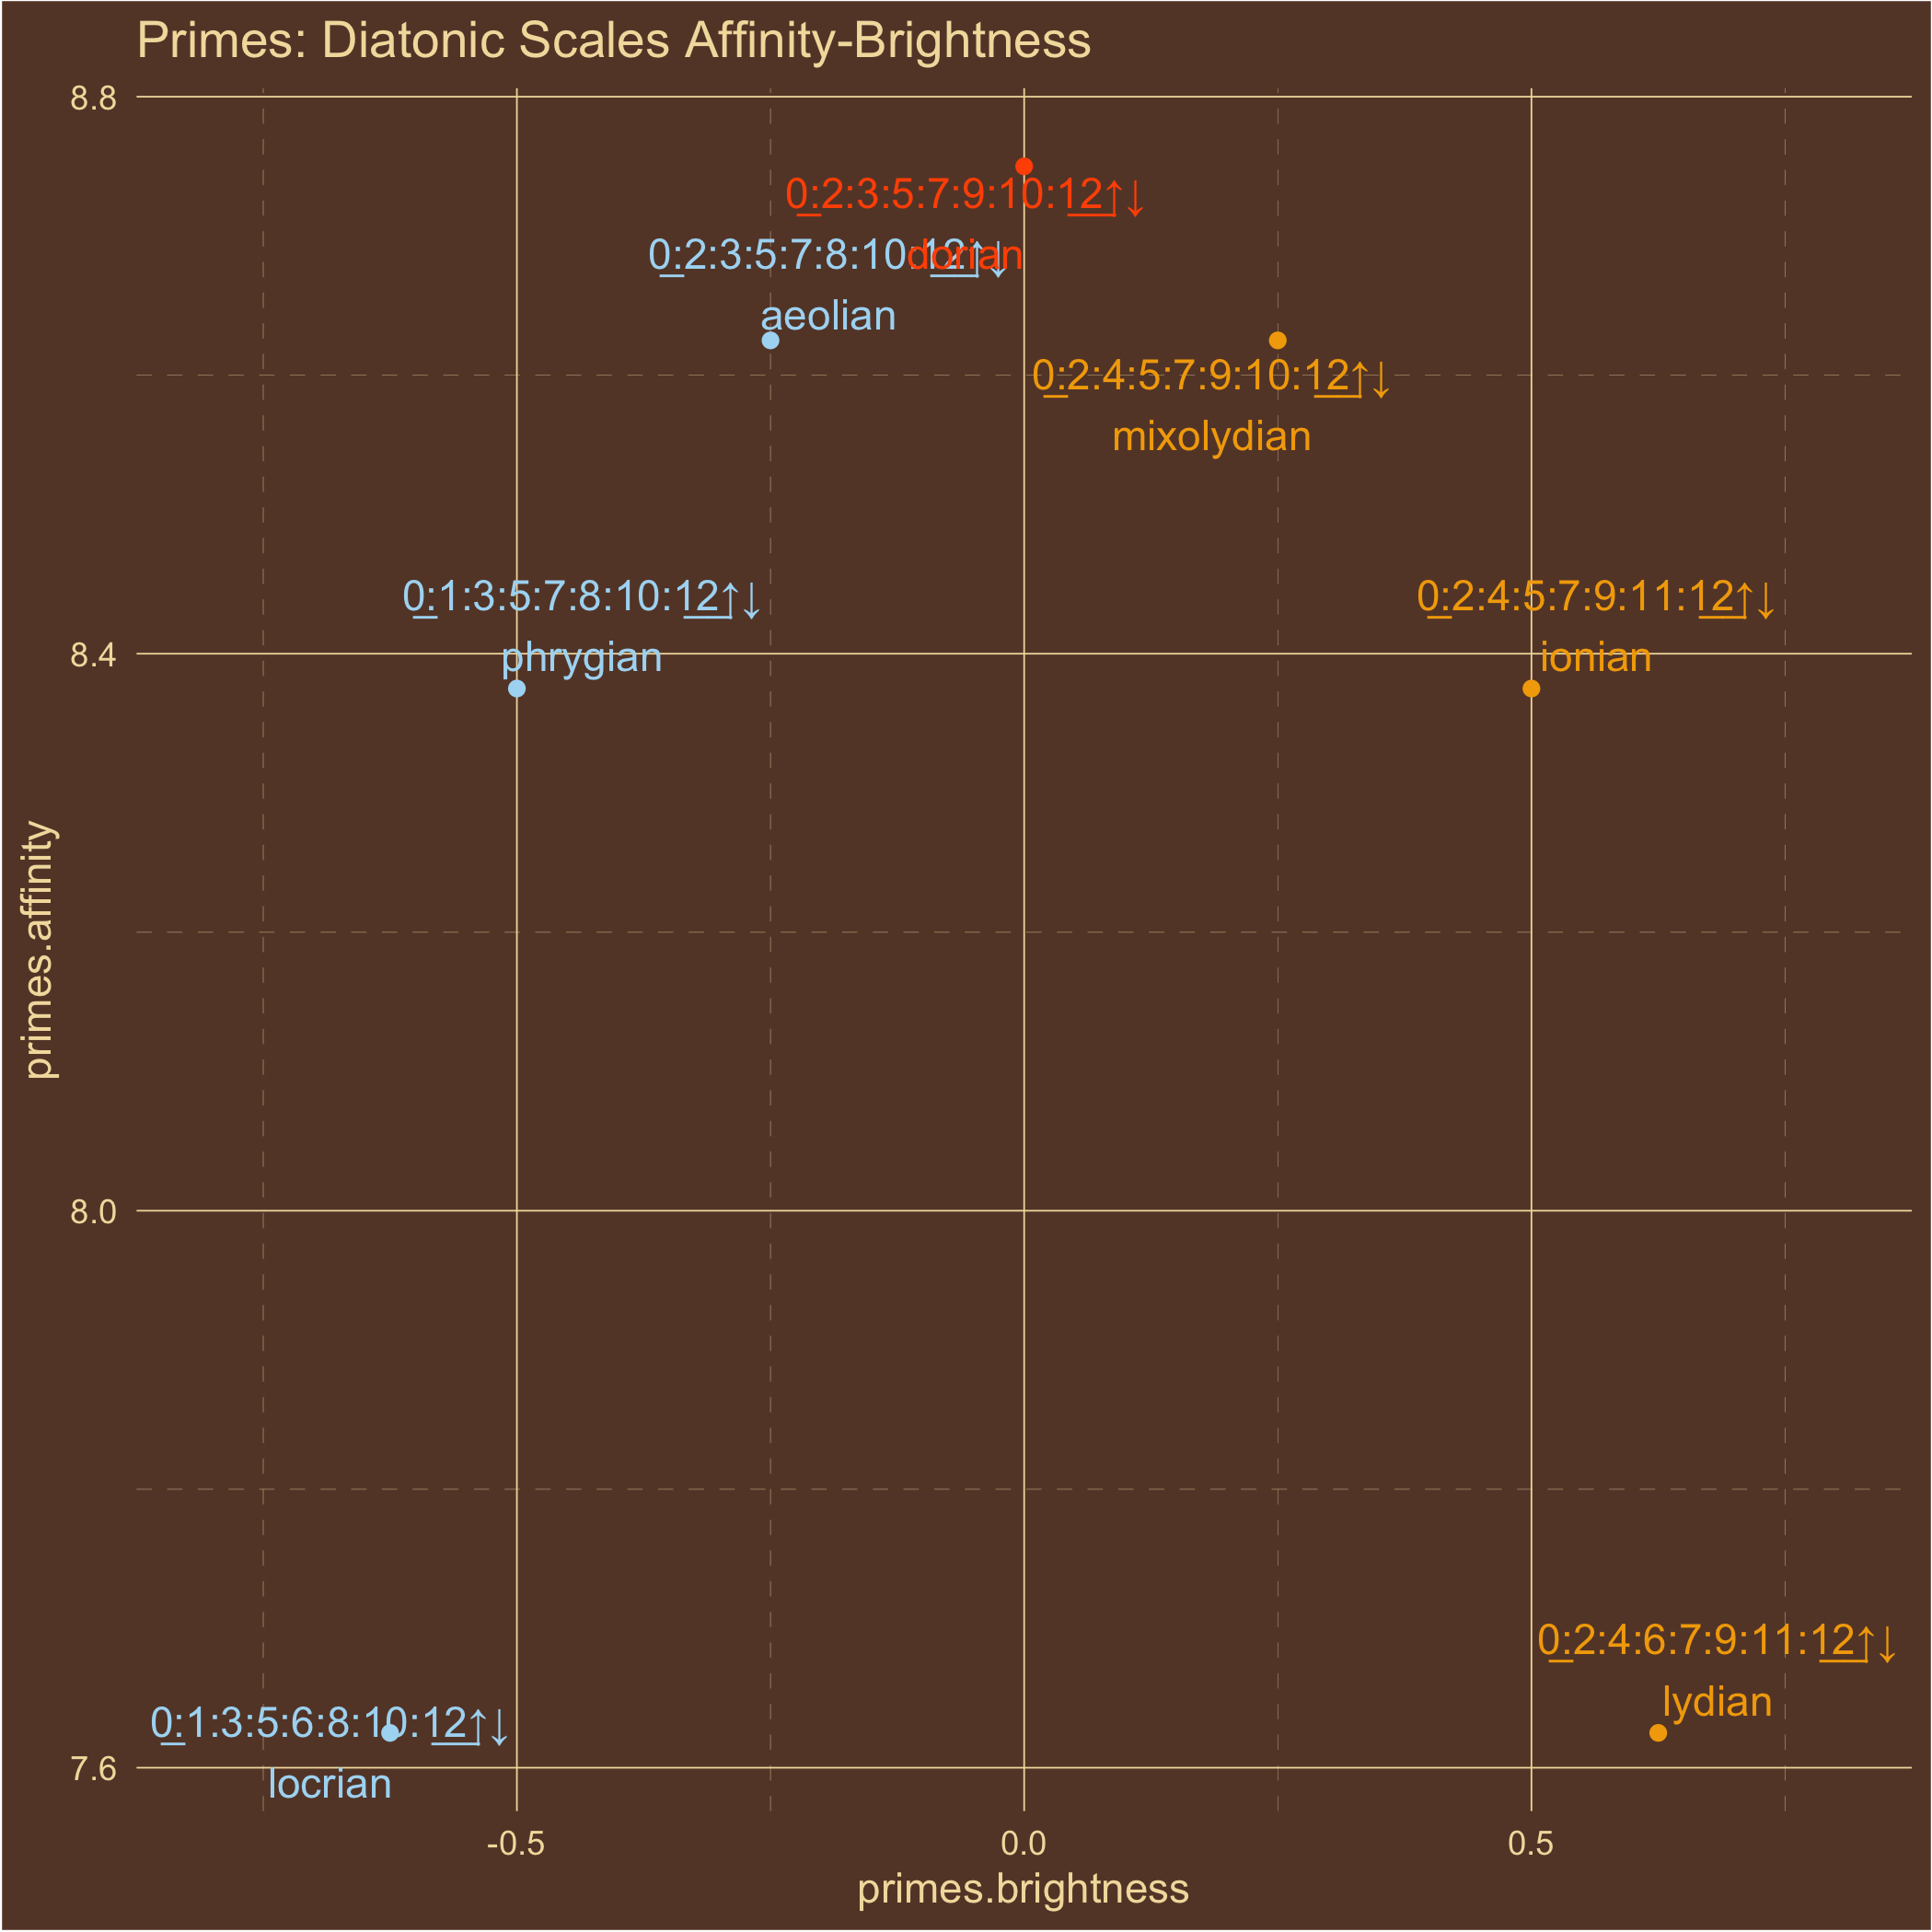 Primes: Diatonic Scales Affinity-Brightness
8.8
0:2:3:5:7:9:10:12↑↓
dorian
0:2:3:5:7:8:10:12↑↓
aeolian
0:2:4:5:7:9:10:12↑↓
mixolydian
0:1:3:5:7:8:10:12↑↓
phrygian
0:2:4:5:7:9:11:12↑↓
ionian
8.4
primes.affinity
8.0
0:2:4:6:7:9:11:12↑↓
lydian
0:1:3:5:6:8:10:12↑↓
locrian
7.6
-0.5
0.0
0.5
primes.brightness